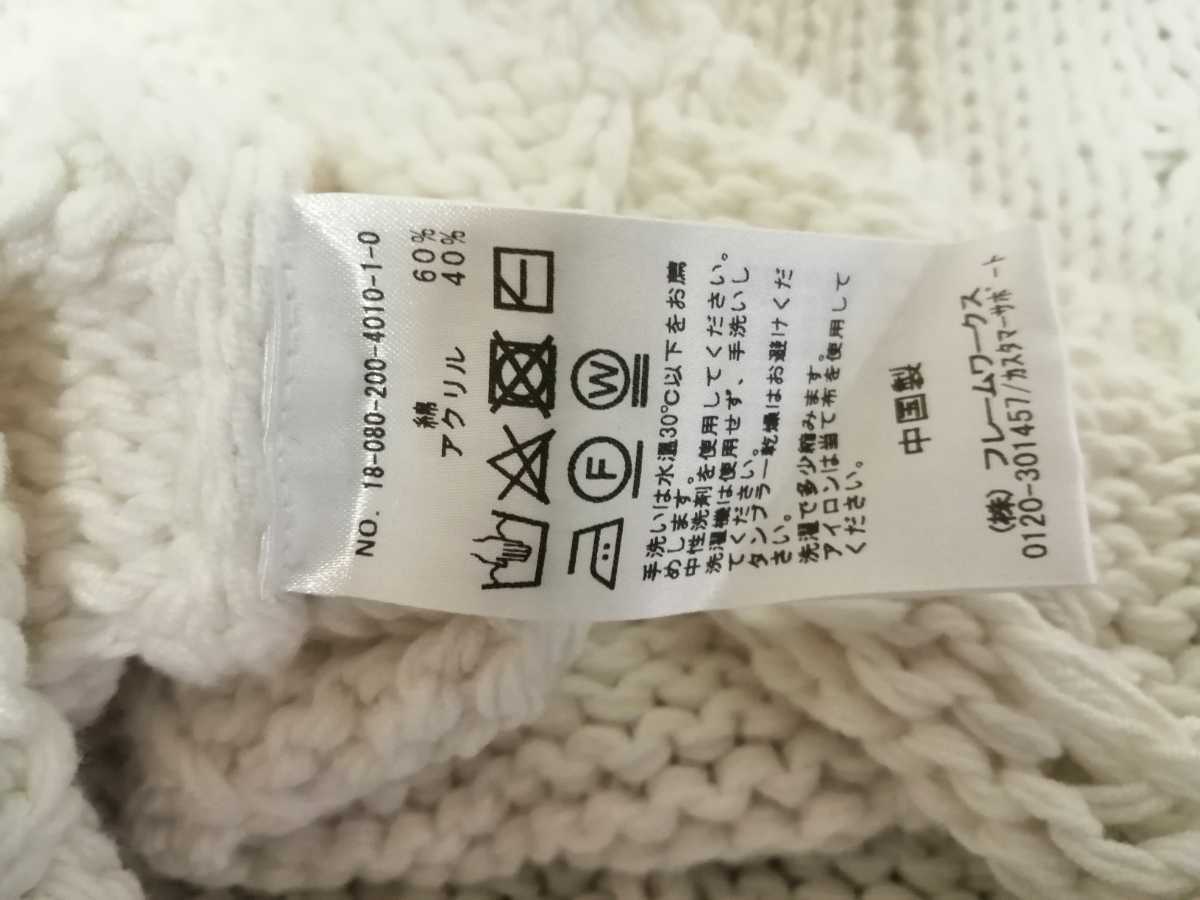 NO. 18-080-200-4010-1-0
綿 60%
アクリル 40%
W
F
手洗いは水温30℃以下をお薦
めします。
中性洗剤を使用してください。
洗濯機は使用せず、手洗いし
てください。
タンブラー乾燥はお避けくだ
さい。
洗濯で多少縮みます。
アイロンは当て布を使用して
ください。
中国製
(株) フレームワークス
0120-301457/カスタマーサポート